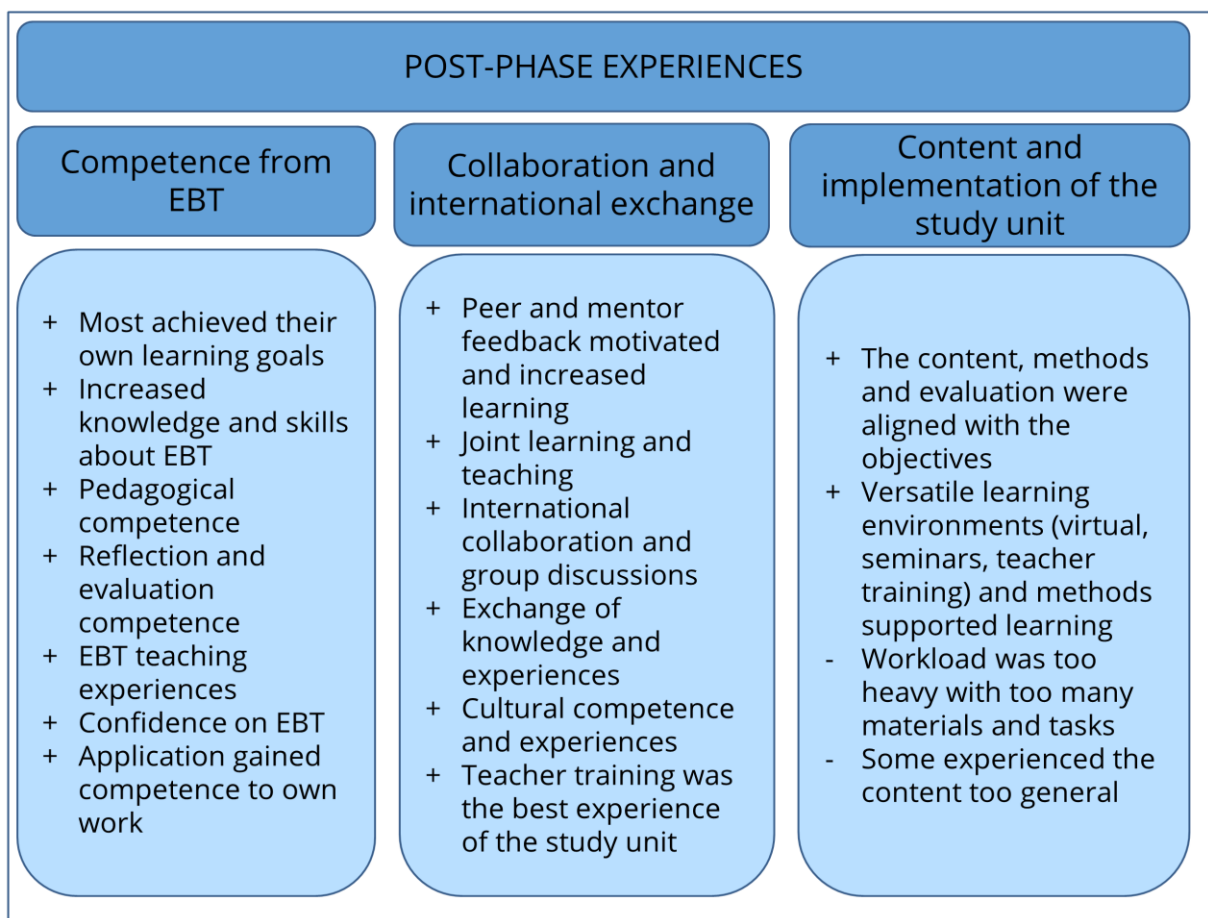 POST-PHASE EXPERIENCES
Competence from
EBT
+ Most achieved their
own learning goals
+ Increased
knowledge and skills
about EBT
+ Pedagogical
competence
+ Reflection and
evaluation
competence
+ EBT teaching
experiences
+ Confidence on EBT
+ Application gained
competence to own
work
Collaboration and
international exchange
+ Peer and mentor
feedback motivated
and increased
learning
+ Joint learning and
teaching
+ International
collaboration and
group discussions
+ Exchange of
knowledge and
experiences
+ Cultural competence
and experiences
+ Teacher training was
the best experience
of the study unit
Content and
implementation of the
study unit
+ The content, methods
and evaluation were
aligned with the
objectives
+ Versatile learning
environments (virtual,
seminars, teacher
training) and methods
supported learning
- Workload was too
heavy with too many
materials and tasks
- Some experienced the
content too general